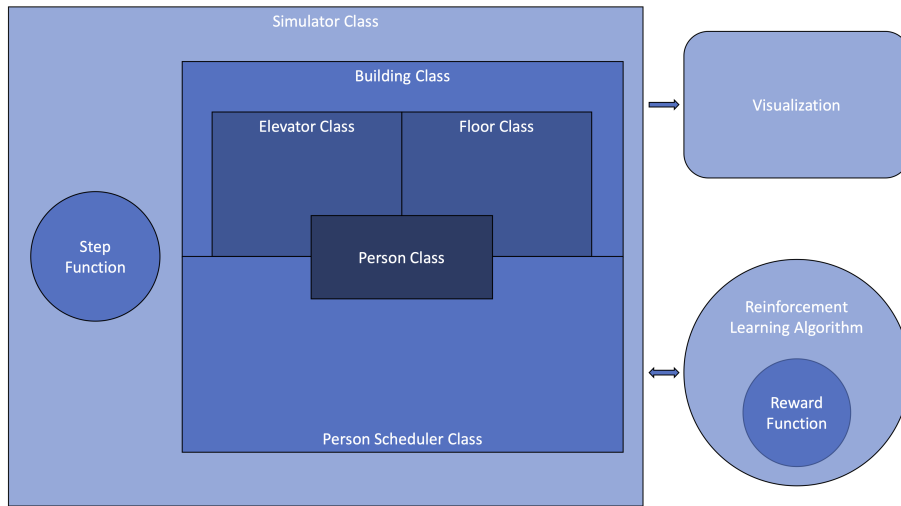 Simulator Class
Building Class
Elevator Class
Floor Class
Person Class
Step
Function
Person Scheduler Class
Visualization
Reinforcement
Learning Algorithm
Reward
Function